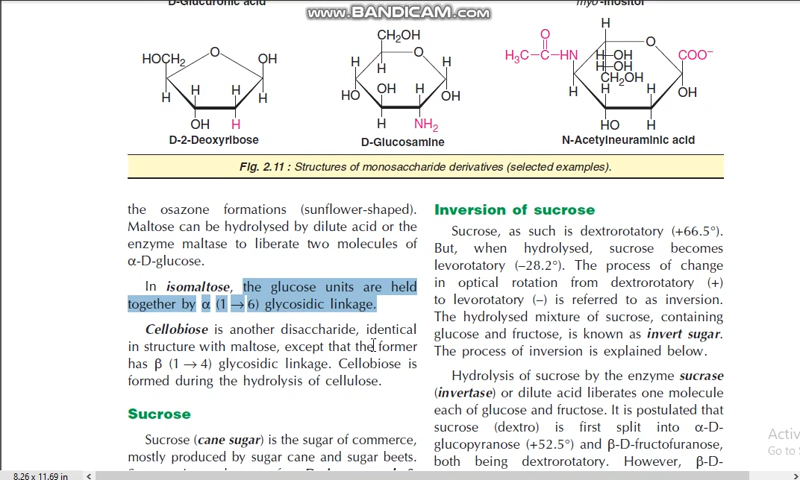 D-Glucuronic acid
myo-Inositol
www.BANDICAM.com
HOCH2
O
OH
H
H
H
H
OH
H
D-2-Deoxyribose
CH2OH
O
H
H
H
HO
OH
H
OH
H
NH2
D-Glucosamine
H
O
O
H3C—C—HN
H—OH
H—OH
CH2OH
COO–
H
H
H
OH
HO
H
N-Acetylneuraminic acid
Fig. 2.11 : Structures of monosaccharide derivatives (selected examples).
the osazone formations (sunflower-shaped).
Maltose can be hydrolysed by dilute acid or the
enzyme maltase to liberate two molecules of
α-D-glucose.
In isomaltose, the glucose units are held
together by α (1 → 6) glycosidic linkage.
Cellobiose is another disaccharide, identical
in structure with maltose, except that the former
has β (1 → 4) glycosidic linkage. Cellobiose is
formed during the hydrolysis of cellulose.
Sucrose
Sucrose (cane sugar) is the sugar of commerce,
mostly produced by sugar cane and sugar beets.
Inversion of sucrose
Sucrose, as such is dextrorotatory (+66.5°).
But, when hydrolysed, sucrose becomes
levorotatory (–28.2°). The process of change
in optical rotation from dextrorotatory (+)
to levorotatory (–) is referred to as inversion.
The hydrolysed mixture of sucrose, containing
glucose and fructose, is known as invert sugar.
The process of inversion is explained below.
Hydrolysis of sucrose by the enzyme sucrase
(invertase) or dilute acid liberates one molecule
each of glucose and fructose. It is postulated that
sucrose (dextro) is first split into α-D-
glucopyranose (+52.5°) and β-D-fructofuranose,
both being dextrorotatory. However, β-D-
Activ
Go to S
8.26 x 11.69 in